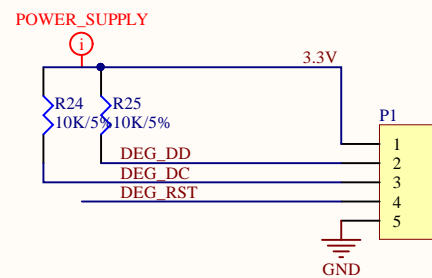 POWER_SUPPLY
i
3.3V
R24
R25
10K/5%
10K/5%
P1
DEG_DD
DEG_DC
DEG_RST
1
2
3
4
5
GND